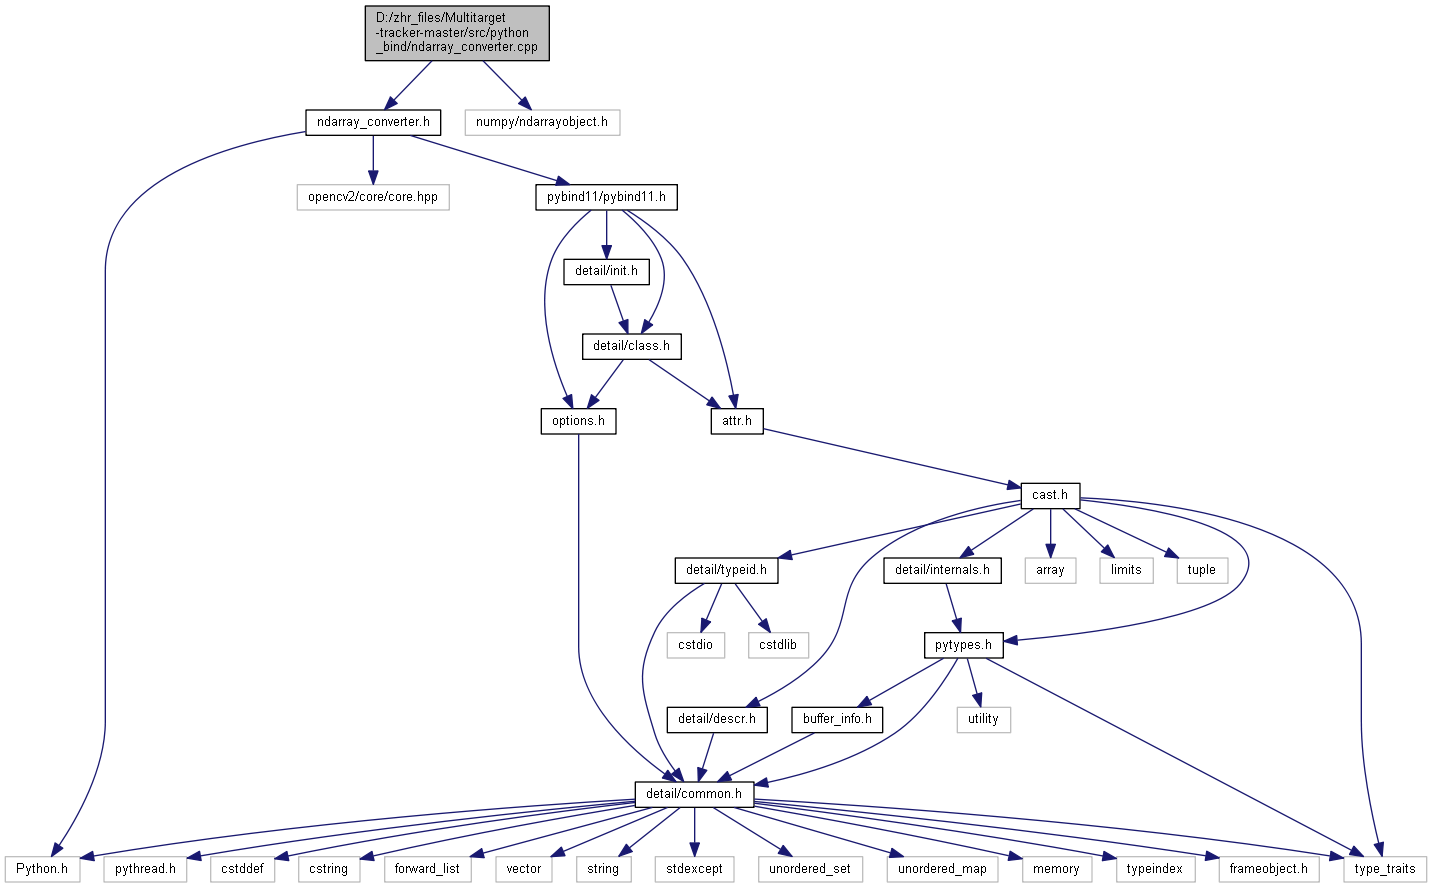 D:/zhr_files/Multitarget
-tracker-master/src/python
_bind/ndarray_converter.cpp
ndarray_converter.h
numpy/ndarrayobject.h
opencv2/core/core.hpp
pybind11/pybind11.h
detail/init.h
detail/class.h
options.h
attr.h
cast.h
detail/typeid.h
detail/internals.h
array
limits
tuple
cstdio
cstdlib
pytypes.h
detail/descr.h
buffer_info.h
utility
detail/common.h
Python.h
pythread.h
cstddef
cstring
forward_list
vector
string
stdexcept
unordered_set
unordered_map
memory
typeindex
frameobject.h
type_traits